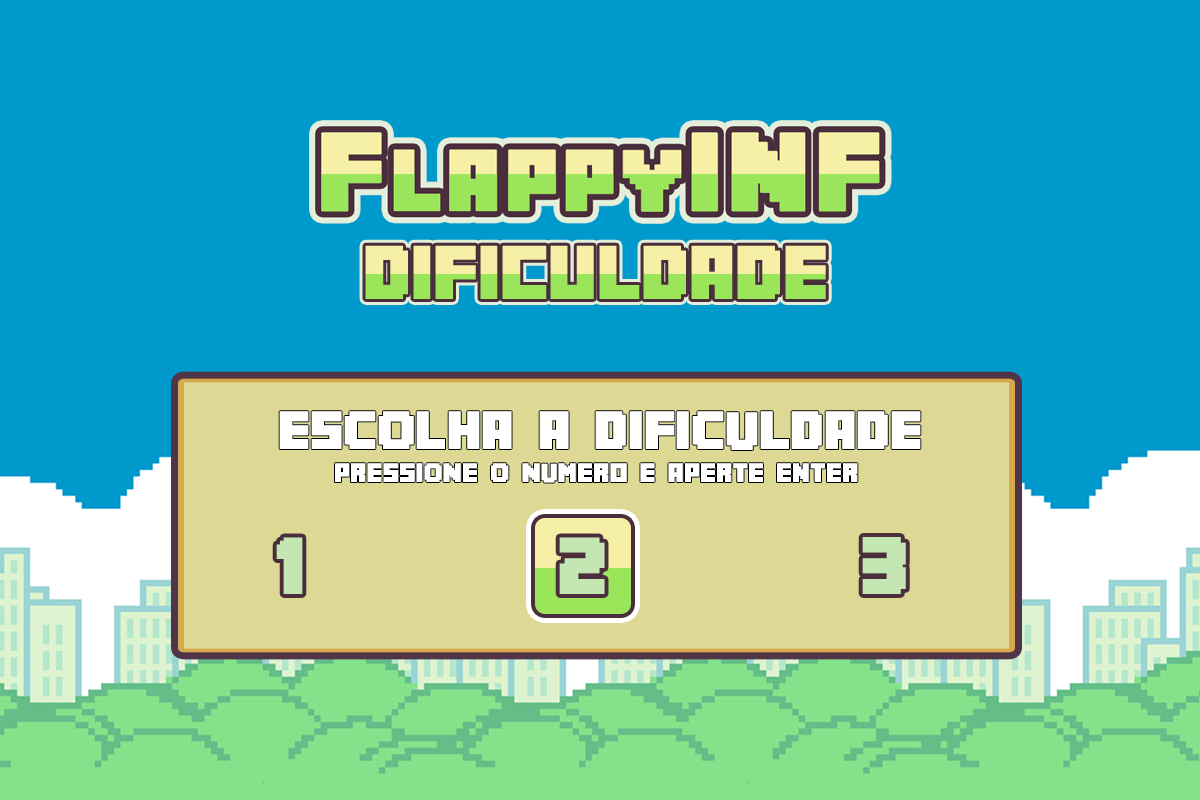 FlappyINF
DIFICULDADE
ESCOLHA A DIFICULDADE
PRESSIONE O NUMERO E APERTE ENTER
1 2 3